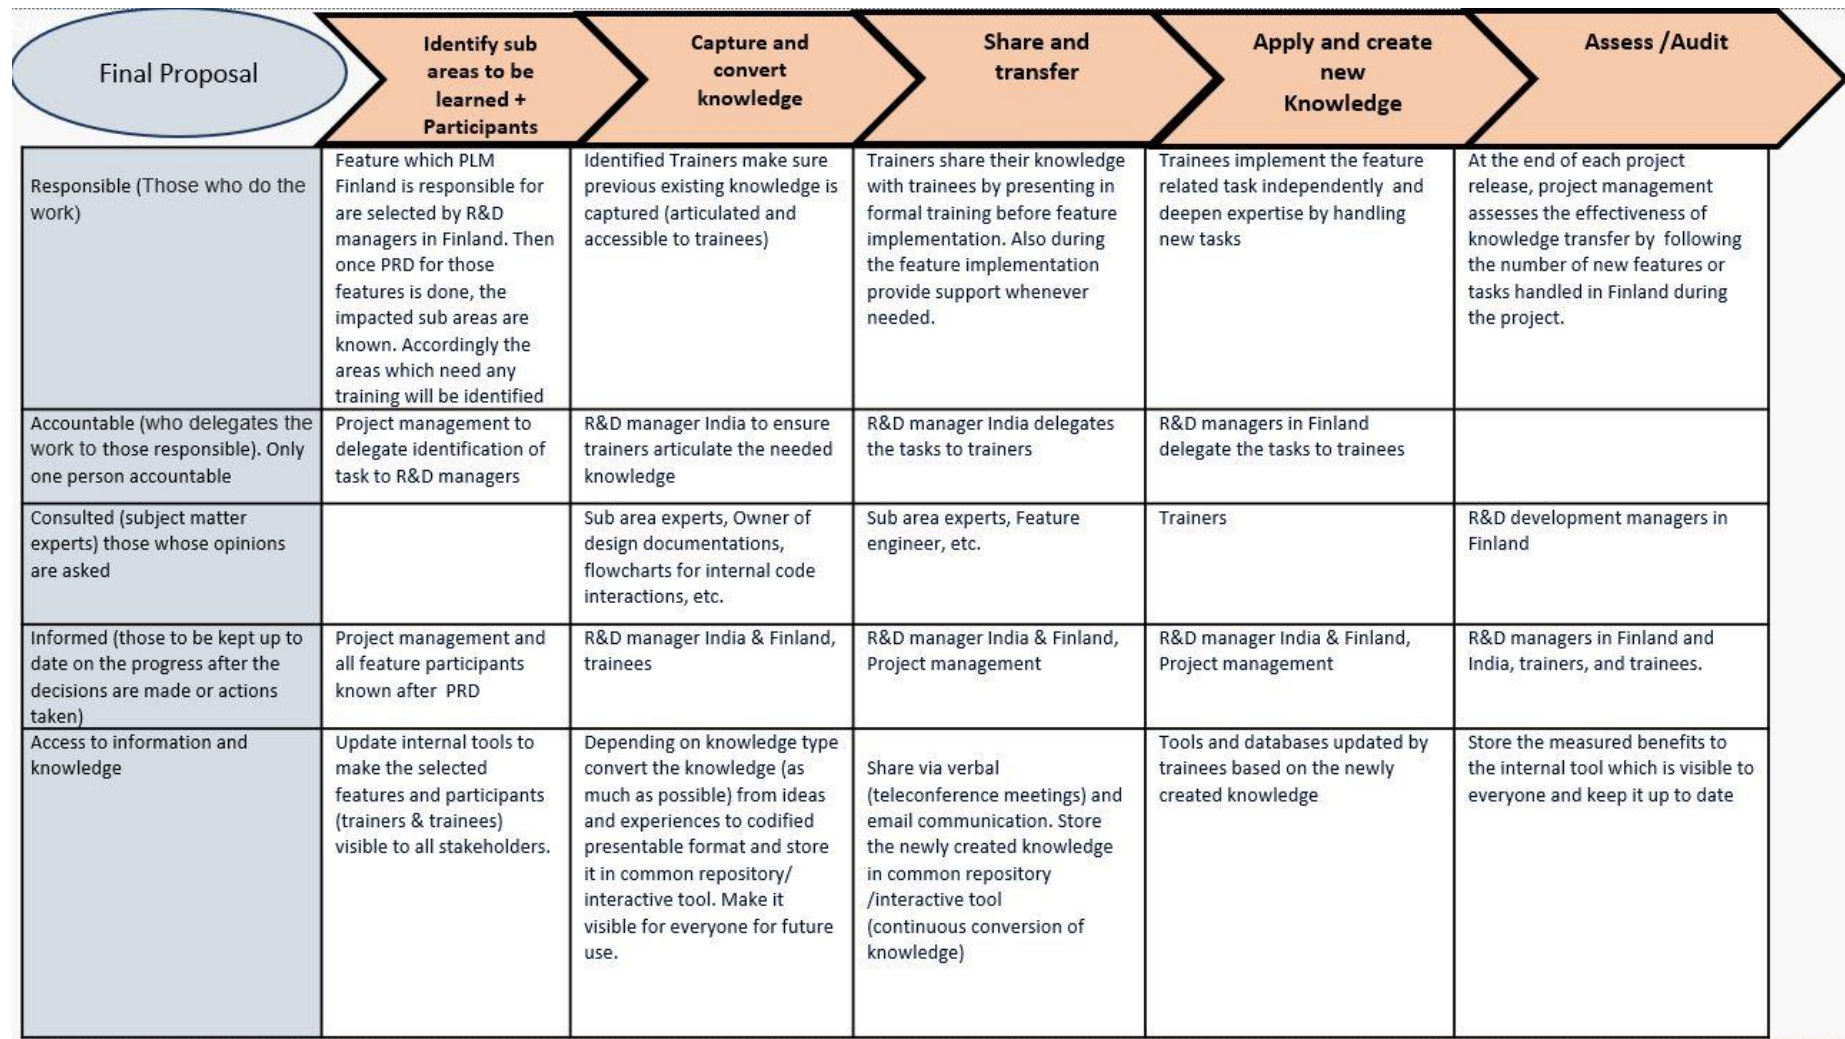 Final Proposal
Identify sub
areas to be
learned +
Participants
Capture and
convert
knowledge
Share and
transfer
Apply and create
new
Knowledge
Assess /Audit
Responsible (Those who do the
work)
Feature which PLM
Finland is responsible for
are selected by R&D
managers in Finland. Then
once PRD for those
features is done, the
impacted sub areas are
known. Accordingly the
areas which need any
training will be identified
Identified Trainers make sure
previous existing knowledge is
captured (articulated and
accessible to trainees)
Trainers share their knowledge
with trainees by presenting in
formal training before feature
implementation. Also during
the feature implementation
provide support whenever
needed.
Trainees implement the feature
related task independently and
deepen expertise by handling
new tasks
At the end of each project
release, project management
assesses the effectiveness of
knowledge transfer by following
the number of new features or
tasks handled in Finland during
the project.
Accountable (who delegates the
work to those responsible). Only
one person accountable
Project management to
delegate identification of
task to R&D managers
R&D manager India to ensure
trainers articulate the needed
knowledge
R&D manager India delegates
the tasks to trainers
R&D managers in Finland
delegate the tasks to trainees
Consulted (subject matter
experts) those whose opinions
are asked
Sub area experts, Owner of
design documentations,
flowcharts for internal code
interactions, etc.
Sub area experts, Feature
engineer, etc.
Trainers
R&D development managers in
Finland
Informed (those to be kept up to
date on the progress after the
decisions are made or actions
taken)
Project management and
all feature participants
known after PRD
R&D manager India & Finland,
trainees
R&D manager India & Finland,
Project management
R&D manager India & Finland,
Project management
R&D managers in Finland and
India, trainers, and trainees.
Access to information and
knowledge
Update internal tools to
make the selected
features and participants
(trainers & trainees)
visible to all stakeholders.
Depending on knowledge type
convert the knowledge (as
much as possible) from ideas
and experiences to codified
presentable format and store
it in common repository/
interactive tool. Make it
visible for everyone for future
use.
Share via verbal
(teleconference meetings) and
email communication. Store
the newly created knowledge
in common repository
/interactive tool
(continuous conversion of
knowledge)
Tools and databases updated by
trainees based on the newly
created knowledge
Store the measured benefits to
the internal tool which is visible to
everyone and keep it up to date